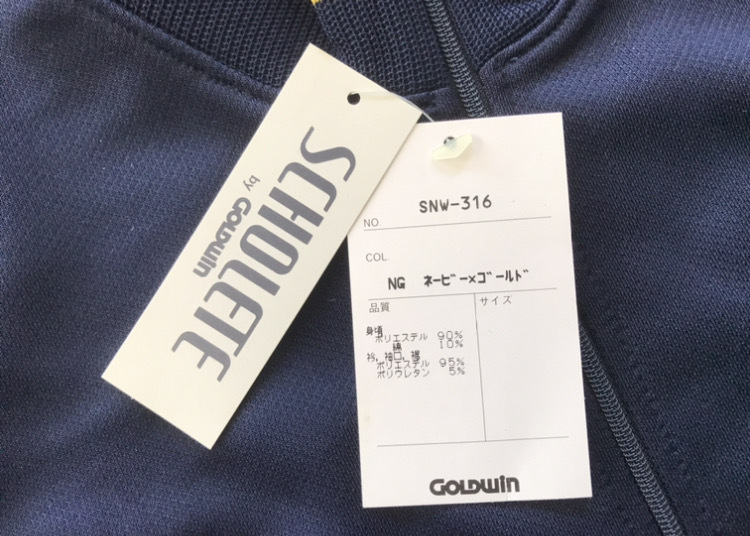 SCHOLETE
by GOLDWIN
NO. SNW-316
COL.
NG ネービー×ゴールド
品質 サイズ
身頃
ポリエステル 90%
綿 10%
衿,袖口,裾
ポリエステル 95%
ポリウレタン 5%
GOLDWIN